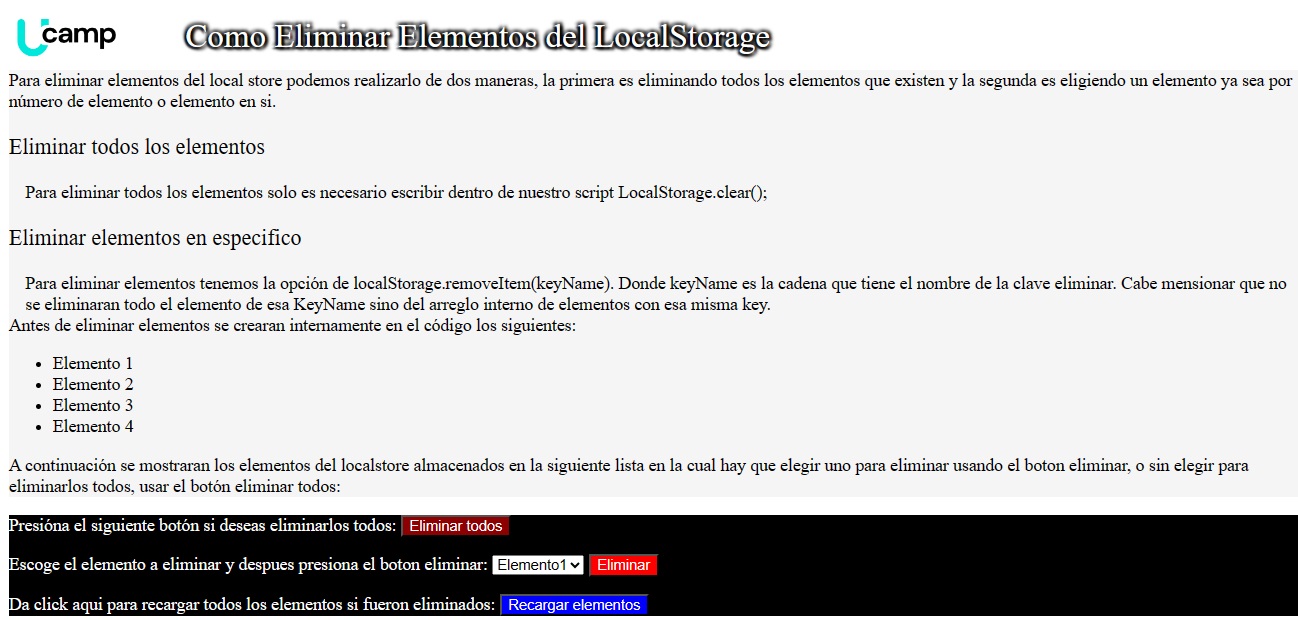 Ucamp
Como Eliminar Elementos del LocalStorage
Para eliminar elementos del local store podemos realizarlo de dos maneras, la primera es eliminando todos los elementos que existen y la segunda es eligiendo un elemento ya sea por
número de elemento o elemento en si.
Eliminar todos los elementos
Para eliminar todos los elementos solo es necesario escribir dentro de nuestro script LocalStorage.clear();
Eliminar elementos en especifico
Para eliminar elementos tenemos la opción de localStorage.removeItem(keyName). Donde keyName es la cadena que tiene el nombre de la clave eliminar. Cabe mensionar que no
se eliminaran todo el elemento de esa KeyName sino del arreglo interno de elementos con esa misma key.
Antes de eliminar elementos se crearan internamente en el código los siguientes:
• Elemento 1
• Elemento 2
• Elemento 3
• Elemento 4
A continuación se mostraran los elementos del localstore almacenados en la siguiente lista en la cual hay que elegir uno para eliminar usando el boton eliminar, o sin elegir para
eliminarlos todos, usar el botón eliminar todos:
Presióna el siguiente botón si deseas eliminarlos todos: Eliminar todos
Escoge el elemento a eliminar y despues presiona el boton eliminar: Elemento1 Eliminar
Da click aqui para recargar todos los elementos si fueron eliminados: Recargar elementos